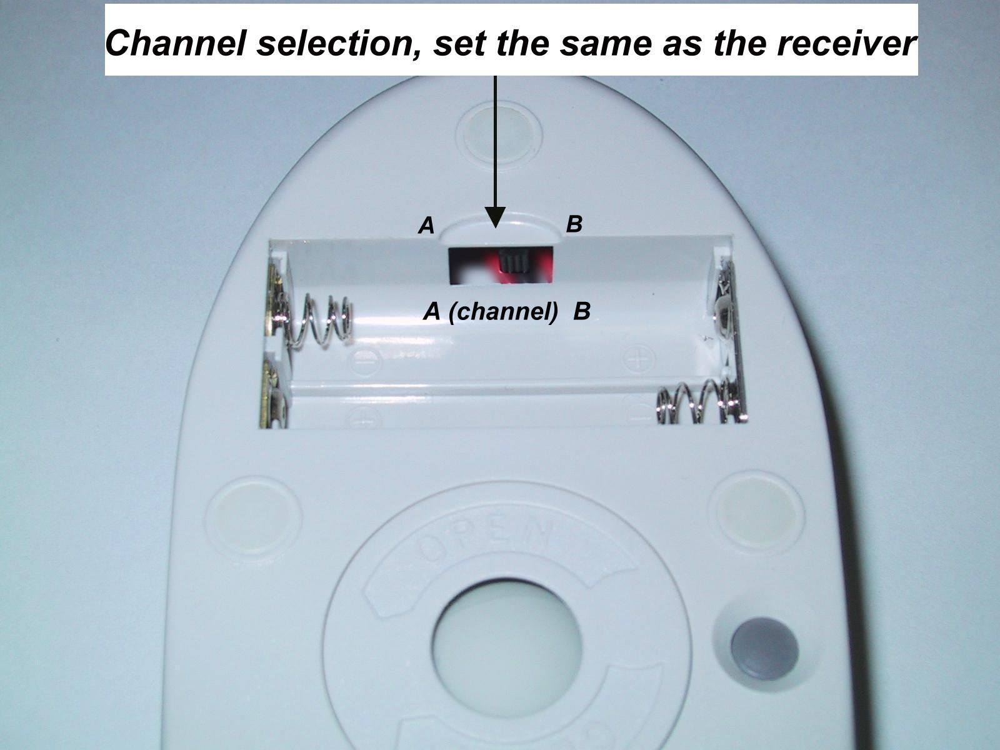 Channel selection, set the same as the receiver
A B
A (channel) B
OPEN